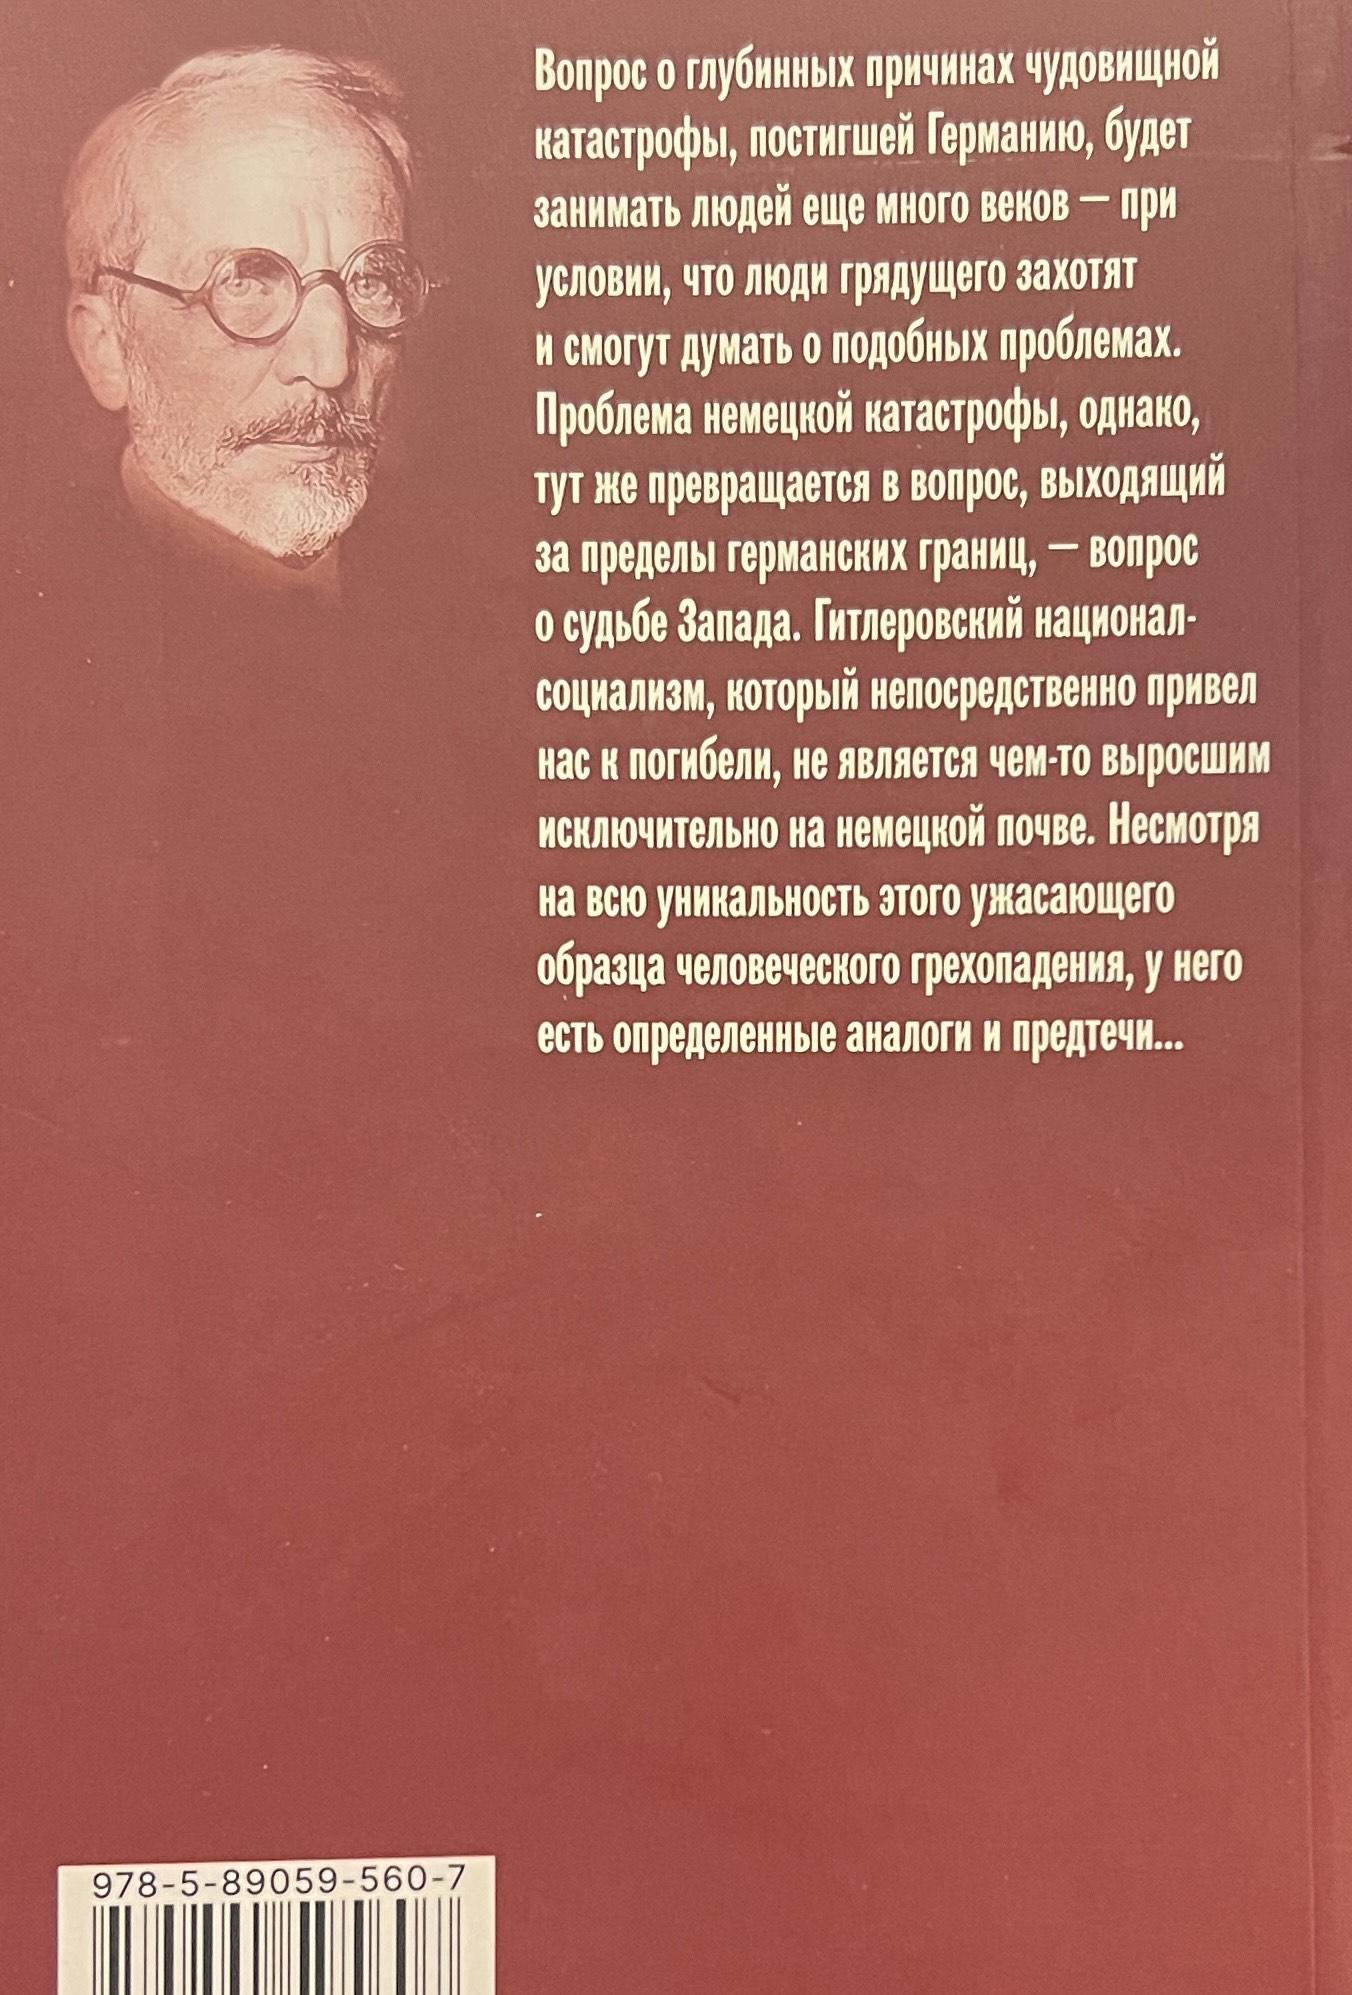 Вопрос о глубинных причинах чудовищной
катастрофы, постигшей Германию, будет
занимать людей еще много веков — при
условии, что люди грядущего захотят
и смогут думать о подобных проблемах.
Проблема немецкой катастрофы, однако,
тут же превращается в вопрос, выходящий
за пределы германских границ, — вопрос
о судьбе Запада. Гитлеровский национал-
социализм, который непосредственно привел
нас к погибели, не является чем-то выросшим
исключительно на немецкой почве. Несмотря
на всю уникальность этого ужасающего
образца человеческого грехопадения, у него
есть определенные аналоги и предтечи...
978-5-89059-560-7